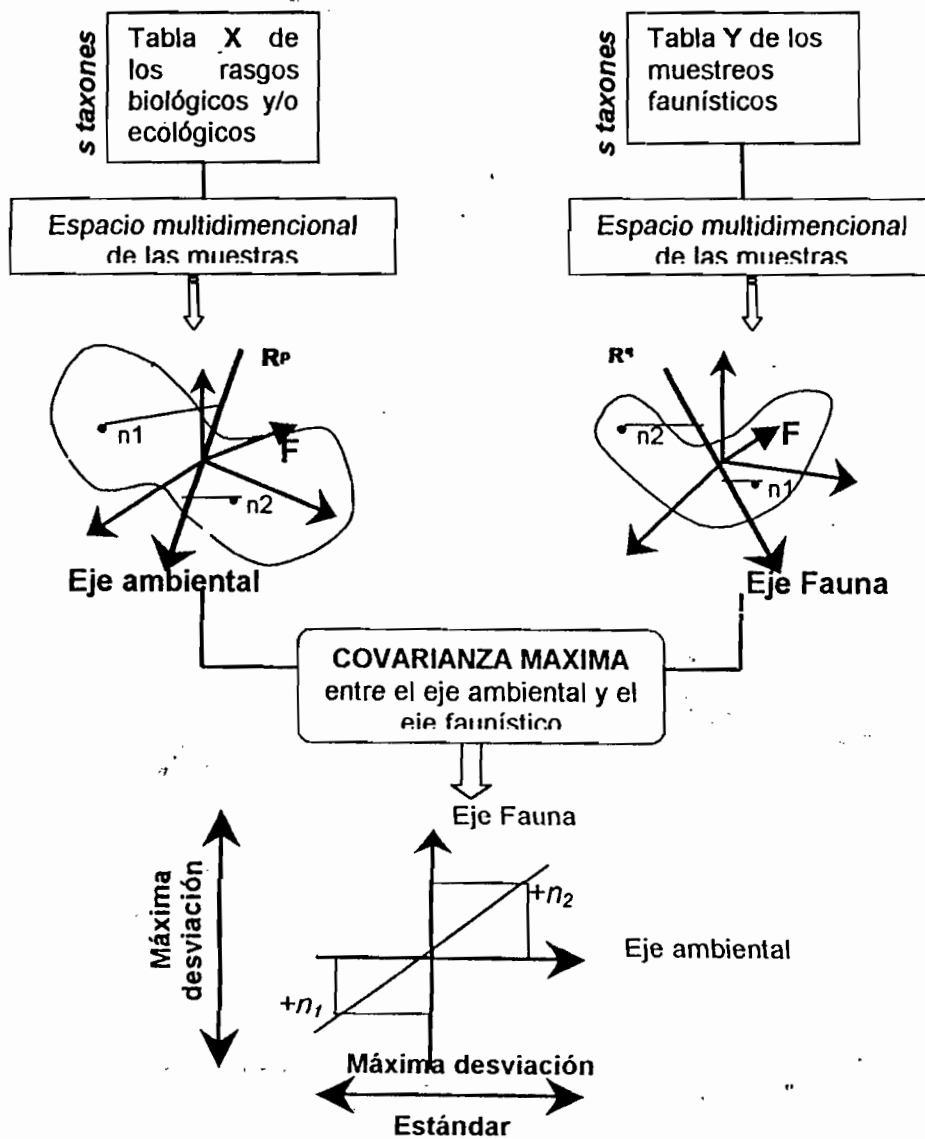 s taxones
Tabla X de
los rasgos
biológicos y/o
ecológicos
s taxones
Tabla Y de los
muestreos
faunísticos
Espacio multidimencional
de las muestras
Espacio multidimencional
de las muestras
Rp
n1
F
n2
Eje ambiental
Rq
n2
F
n1
Eje Fauna
COVARIANZA MAXIMA
entre el eje ambiental y el
eje faunístico
Eje Fauna
Máxima
desviación
+n2
Eje ambiental
+n1
Máxima desviación
Estándar